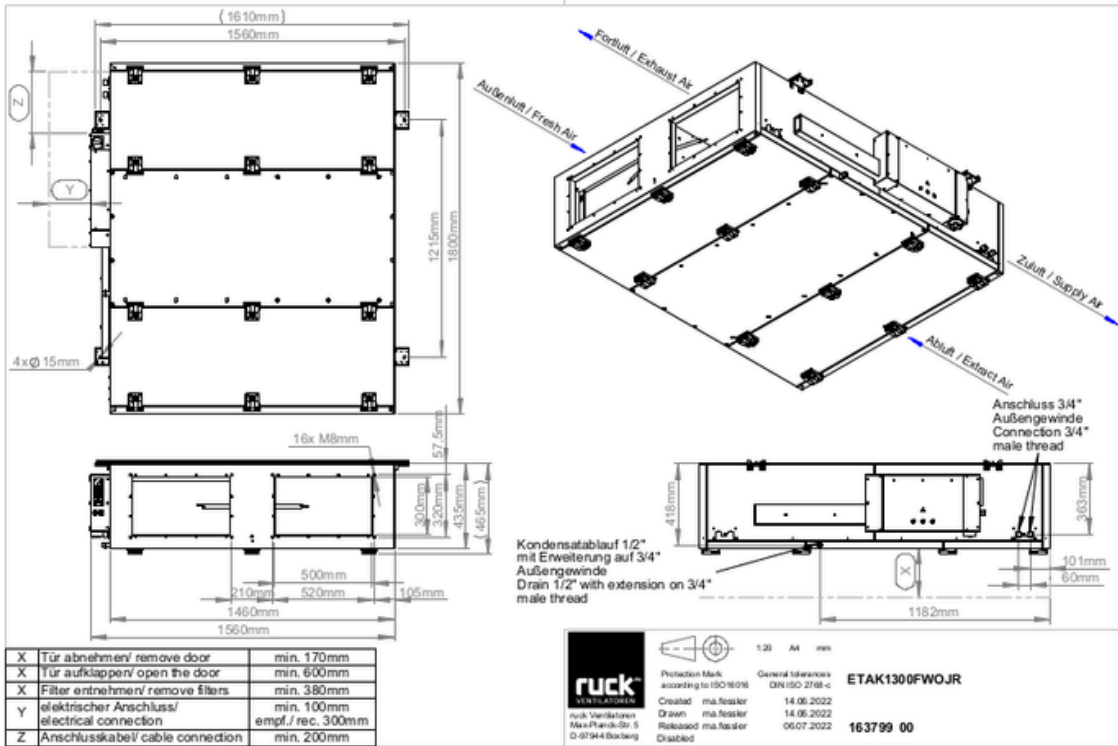 (1610mm)
1560mm
Z
Y
1215mm
1800mm
4xØ 15mm
Fortluft / Exhaust Air
Außenluft / Fresh Air
Zuluft / Supply Air
Abluft / Extract Air
Anschluss 3/4"
Außengewinde
Connection 3/4"
male thread
16x M8mm
57.5mm
300mm
320mm
435mm
(465mm)
500mm
210mm
520mm
105mm
1460mm
1560mm
418mm
363mm
Kondensatablauf 1/2"
mit Erweiterung auf 3/4"
Außengewinde
Drain 1/2" with extension on 3/4"
male thread
X
101mm
60mm
1182mm
X Tür abnehmen/ remove door min. 170mm
X Tür aufklappen/ open the door min. 600mm
X Filter entnehmen/ remove filters min. 380mm
Y elektrischer Anschluss/ electrical connection min. 100mm
empf./ rec. 300mm
Z Anschlusskabel/ cable connection min. 200mm
ruck
VENTILATOREN
ruck Ventilatoren
Max-Planck-Str. 5
D-97944 Boxberg
1:20 A4 mm
Protection Mark
according to ISO16016
General tolerances
DIN ISO 2768-c
ETAK1300FWOJR
Created ma.fessler 14.06.2022
Drawn ma.fessler 14.06.2022
Released ma.fessler 06.07.2022
Disabled
163799 00